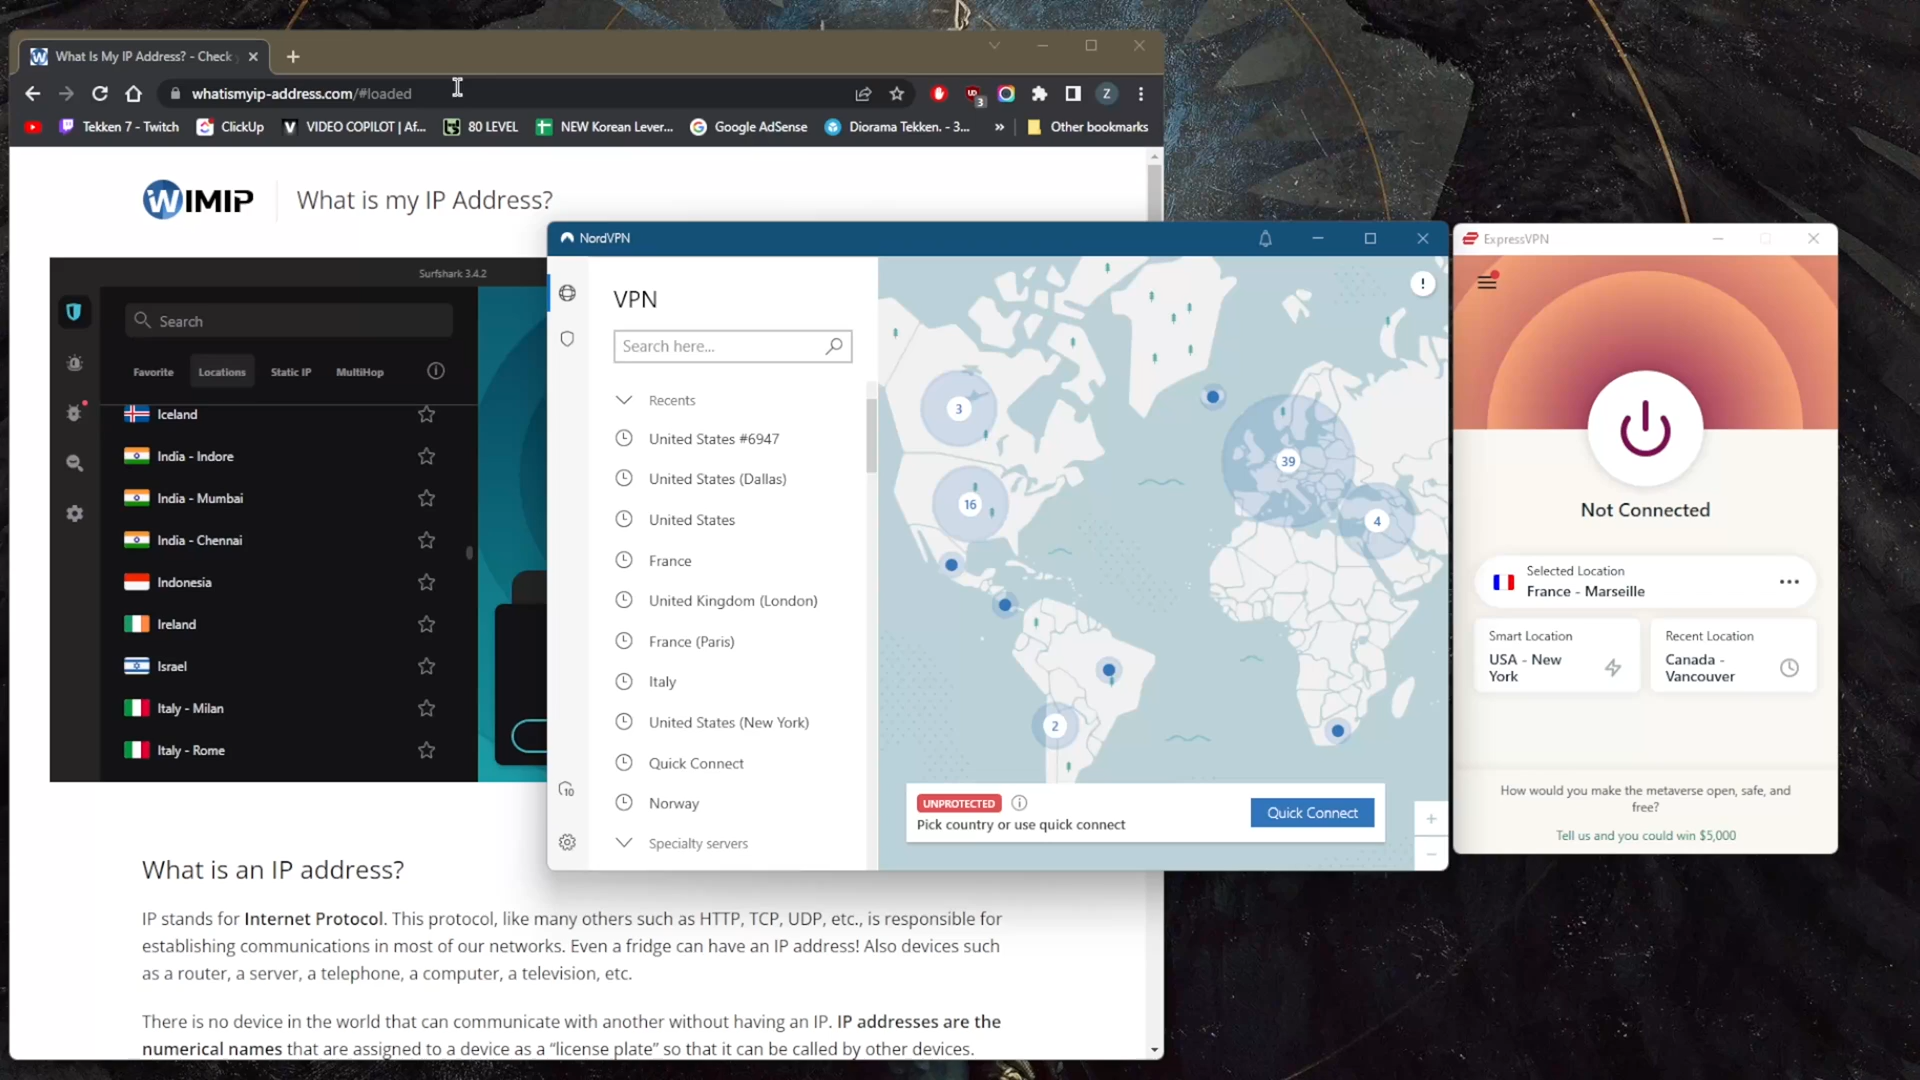 What Is My IP Address? - Check
whatismyip-address.com/#loaded
UD
3
Z
Tekken 7 - Twitch
ClickUp
VIDEO COPILOT | Af...
80 LEVEL
NEW Korean Lever...
Google AdSense
Diorama Tekken. - 3...
»
Other bookmarks
WIMIP
What is my IP Address?
Surfshark 3.4.2
Search
Favorite
Locations
Static IP
MultiHop
Iceland
India - Indore
India - Mumbai
India - Chennai
Indonesia
Ireland
Israel
Italy - Milan
Italy - Rome
NordVPN
VPN
Search here...
Recents
United States #6947
United States (Dallas)
United States
France
United Kingdom (London)
France (Paris)
Italy
United States (New York)
Quick Connect
Norway
Specialty servers
10
3
16
39
4
2
!
UNPROTECTED
Pick country or use quick connect
Quick Connect
+
−
ExpressVPN
Not Connected
Selected Location
France - Marseille
Smart Location
USA - New
York
Recent Location
Canada -
Vancouver
How would you make the metaverse open, safe, and
free?
Tell us and you could win $5,000
What is an IP address?
IP stands for Internet Protocol. This protocol, like many others such as HTTP, TCP, UDP, etc., is responsible for
establishing communications in most of our networks. Even a fridge can have an IP address! Also devices such
as a router, a server, a telephone, a computer, a television, etc.
There is no device in the world that can communicate with another without having an IP. IP addresses are the
numerical names that are assigned to a device as a “license plate” so that it can be called by other devices.